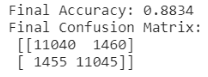 Final Accuracy: 0.8834
Final Confusion Matrix:
[[11040 1460]
[ 1455 11045]]